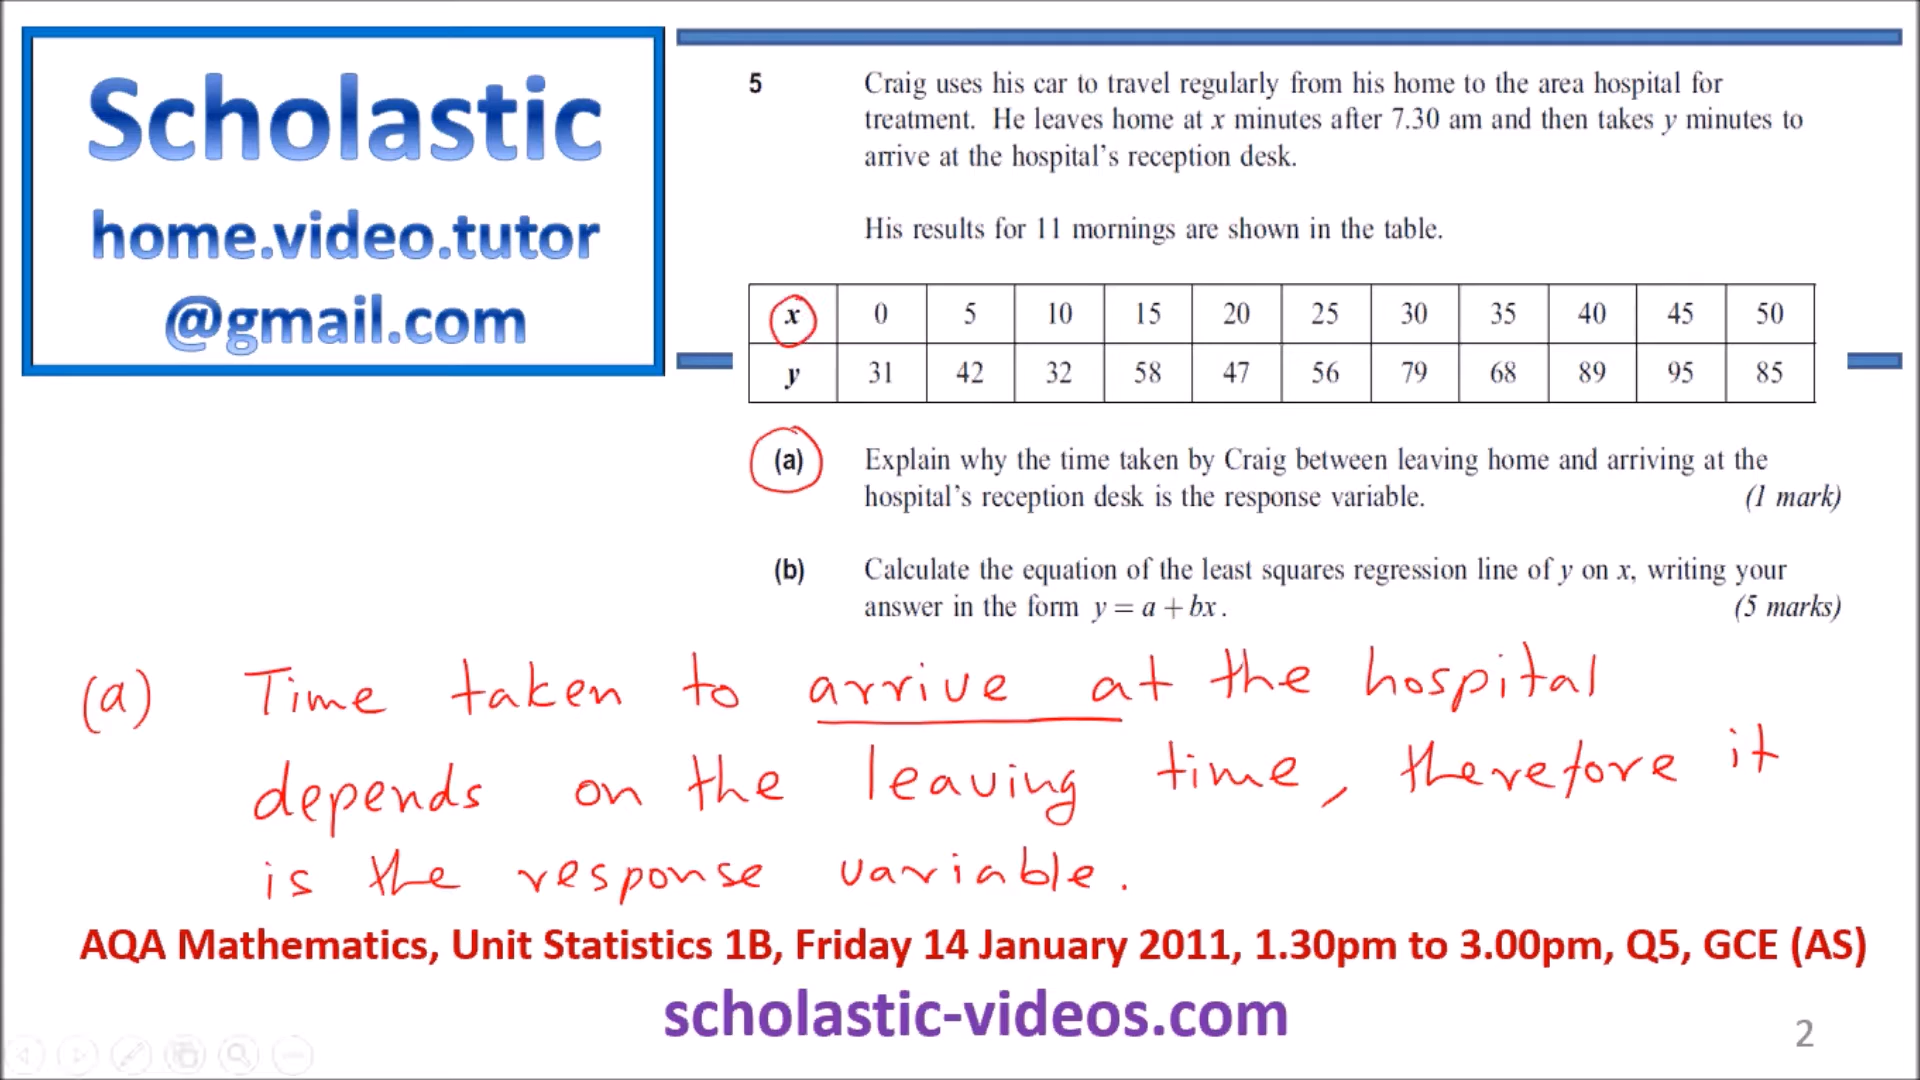 Scholastic
home.video.tutor
@gmail.com
5 Craig uses his car to travel regularly from his home to the area hospital for
treatment. He leaves home at x minutes after 7.30 am and then takes y minutes to
arrive at the hospital's reception desk.
His results for 11 mornings are shown in the table.
x 0 5 10 15 20 25 30 35 40 45 50
y 31 42 32 58 47 56 79 68 89 95 85
(a) Explain why the time taken by Craig between leaving home and arriving at the
hospital's reception desk is the response variable. (1 mark)
(b) Calculate the equation of the least squares regression line of y on x, writing your
answer in the form y = a + bx. (5 marks)
(a) Time taken to arrive at the hospital
depends on the leaving time, therefore it
is the response variable.
AQA Mathematics, Unit Statistics 1B, Friday 14 January 2011, 1.30pm to 3.00pm, Q5, GCE (AS)
scholastic-videos.com
2